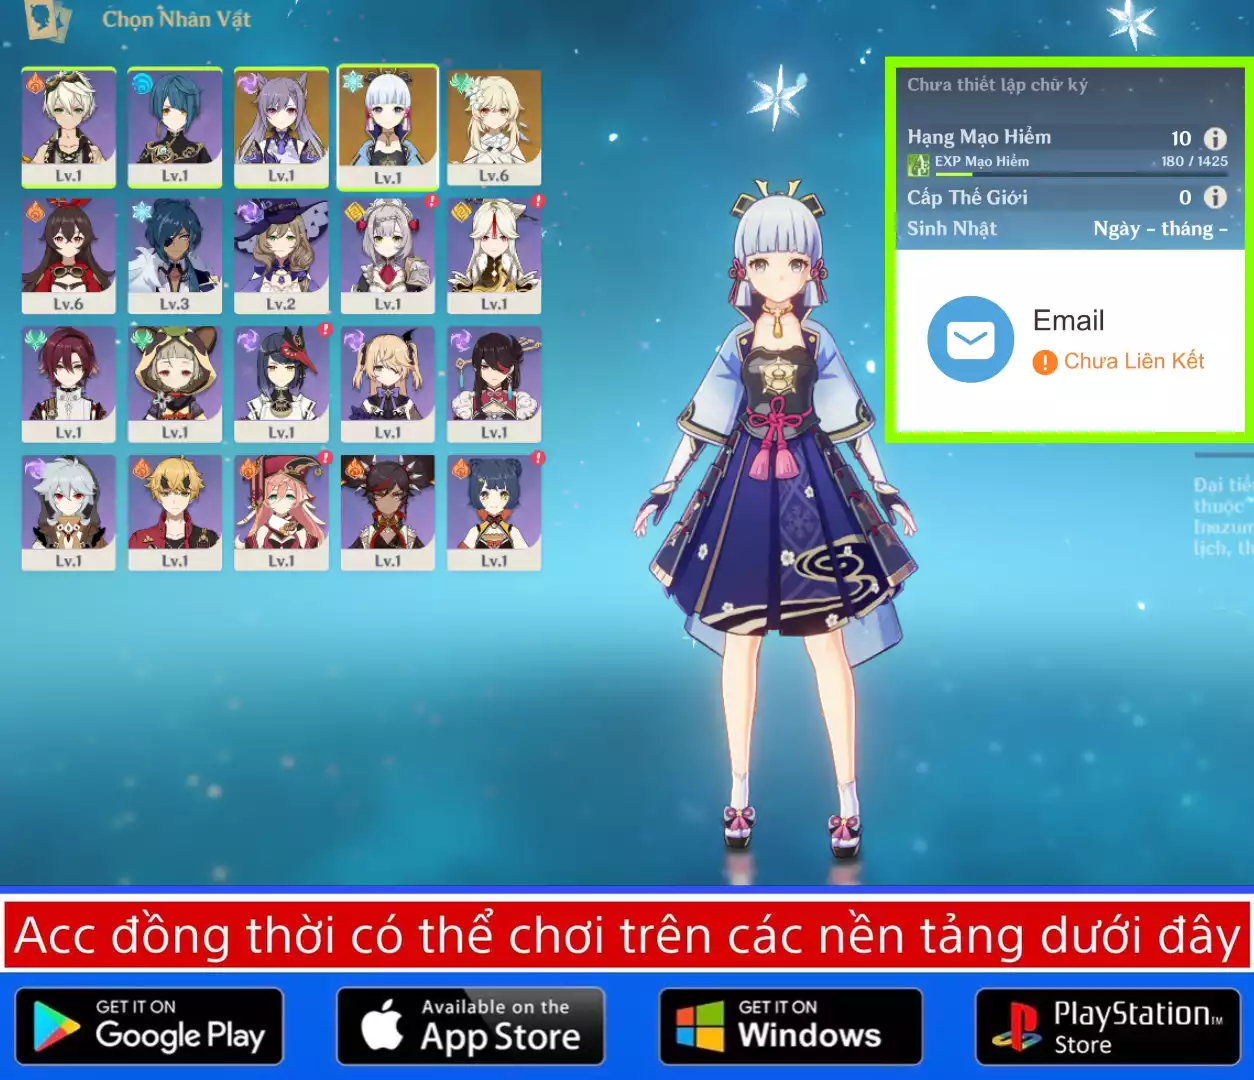 Chọn Nhân Vật
Lv.1
Lv.1
Lv.1
Lv.1
Lv.6
Lv.6
Lv.3
Lv.2
Lv.1
Lv.1
Lv.1
Lv.1
Lv.1
Lv.1
Lv.1
Lv.1
Lv.1
Lv.1
Lv.1
Lv.1
Chưa thiết lập chữ ký
Hạng Mạo Hiểm 10
EXP Mạo Hiểm 180 / 1425
Cấp Thế Giới 0
Sinh Nhật Ngày - tháng -
Email
Chưa Liên Kết
Đại
thuộc
lịch,
Acc đồng thời có thể chơi trên các nền tảng dưới đây
GET IT ON
Google Play
Available on the
App Store
GET IT ON
Windows
PlayStation™
Store